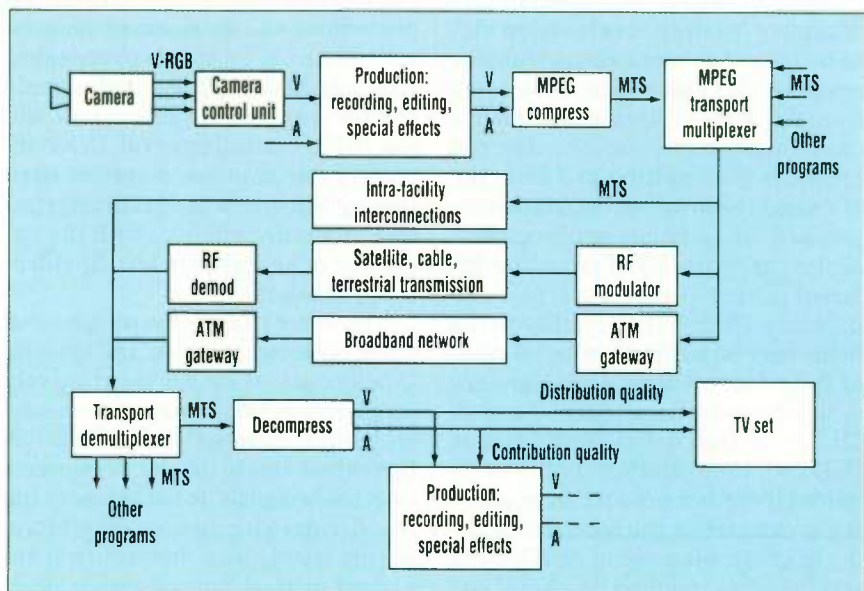 V-RGB
Camera
Camera
control unit
V
A
Production:
recording, editing,
special effects
V
A
MPEG
compress
MTS
MPEG
transport
multiplexer
MTS
Other
programs
Intra-facility
interconnections
MTS
RF
demod
Satellite, cable,
terrestrial transmission
RF
modulator
ATM
gateway
Broadband network
ATM
gateway
Transport
demultiplexer
MTS
Decompress
V
A
Distribution quality
TV set
Contribution quality
MTS
Other
programs
Production:
recording, editing,
special effects
V
A